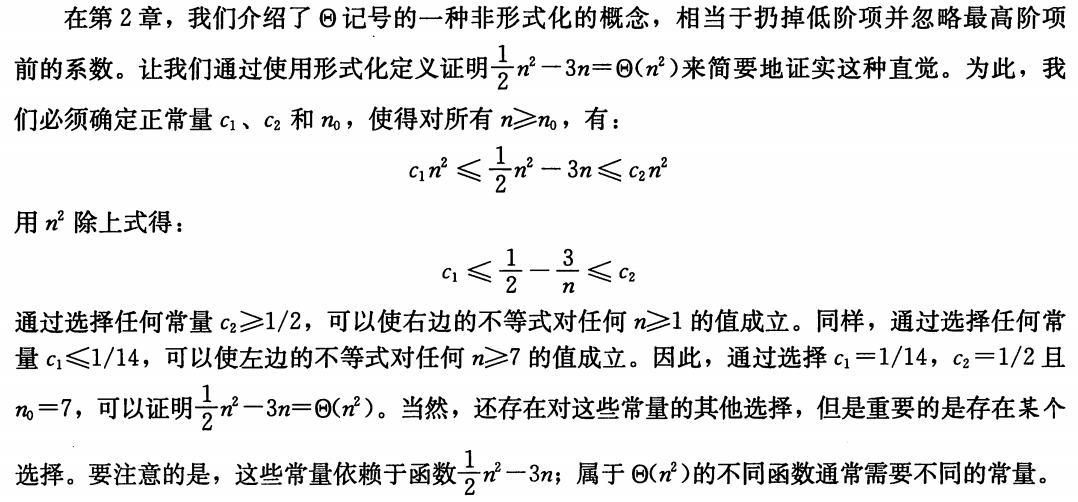 在第2章，我们介绍了Θ记号的一种非形式化的概念，相当于扔掉低阶项并忽略最高阶项
前的系数。让我们通过使用形式化定义证明$\frac{1}{2}n^2-3n=Θ(n^2)$来简要地证实这种直觉。为此，我
们必须确定正常量$c_1$、$c_2$和$n_0$，使得对所有$n≥n_0$，有：
$c_1n^2≤\frac{1}{2}n^2-3n≤c_2n^2$
用$n^2$除上式得：
$c_1≤\frac{1}{2}-\frac{3}{n}≤c_2$
通过选择任何常量$c_2≥1/2$，可以使右边的不等式对任何$n≥1$的值成立。同样，通过选择任何常
量$c_1≤1/14$，可以使左边的不等式对任何$n≥7$的值成立。因此，通过选择$c_1=1/14$，$c_2=1/2$且
$n_0=7$，可以证明$\frac{1}{2}n^2-3n=Θ(n^2)$。当然，还存在对这些常量的其他选择，但是重要的是存在某个
选择。要注意的是，这些常量依赖于函数$\frac{1}{2}n^2-3n$；属于$Θ(n^2)$的不同函数通常需要不同的常量。